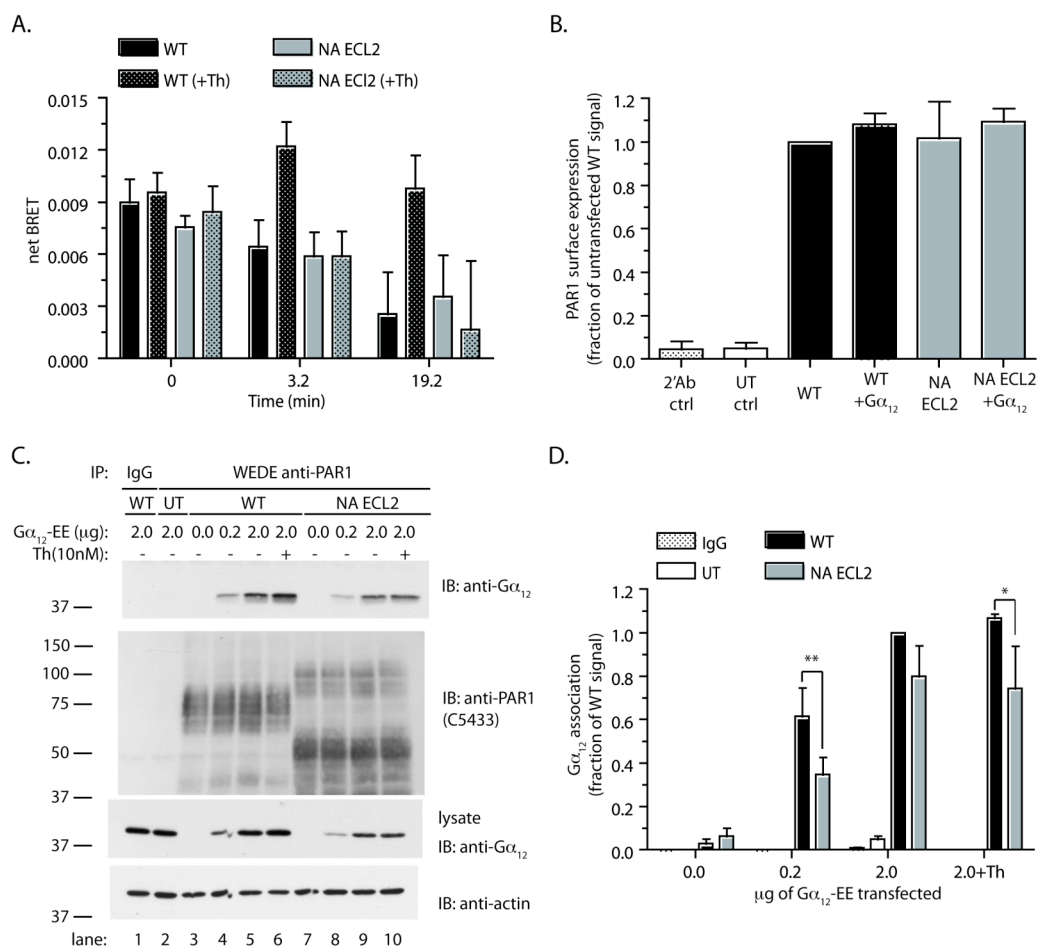 A.
WT
NA ECL2
WT (+Th)
NA ECl2 (+Th)
net BRET
0.015
0.012
0.009
0.006
0.003
0.000
0
3.2
19.2
Time (min)
B.
PAR1 surface expression
(fraction of untransfected WT signal)
1.2
1.0
0.8
0.6
0.4
0.2
0.0
2'Ab ctrl
UT ctrl
WT
WT +Gα12
NA ECL2
NA ECL2 +Gα12
C.
IP: IgG WEDE anti-PAR1
WT UT WT NA ECL2
Gα12-EE (μg): 2.0 2.0 0.0 0.2 2.0 2.0 0.0 0.2 2.0 2.0
Th(10nM): - - - - - + - - - +
37
IB: anti-Gα12
150
100
75
50
37
IB: anti-PAR1
(C5433)
37
lysate
IB: anti-Gα12
37
IB: anti-actin
lane: 1 2 3 4 5 6 7 8 9 10
D.
IgG
WT
UT
NA ECL2
Gα12 association
(fraction of WT signal)
1.2
1.0
0.8
0.6
0.4
0.2
0.0
**
*
0.0
0.2
2.0
2.0+Th
μg of Gα12-EE transfected